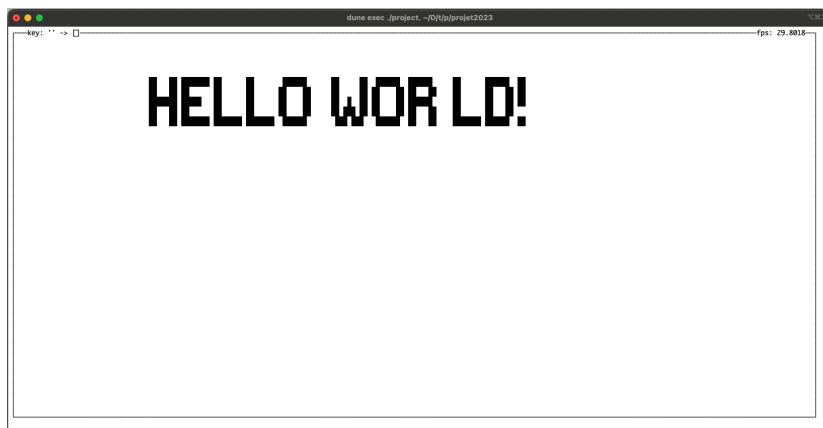 dune exec ./project. ~/D/t/p/projet2023
key: '' -> [] fps: 29.8018
HELLO WOR LD!